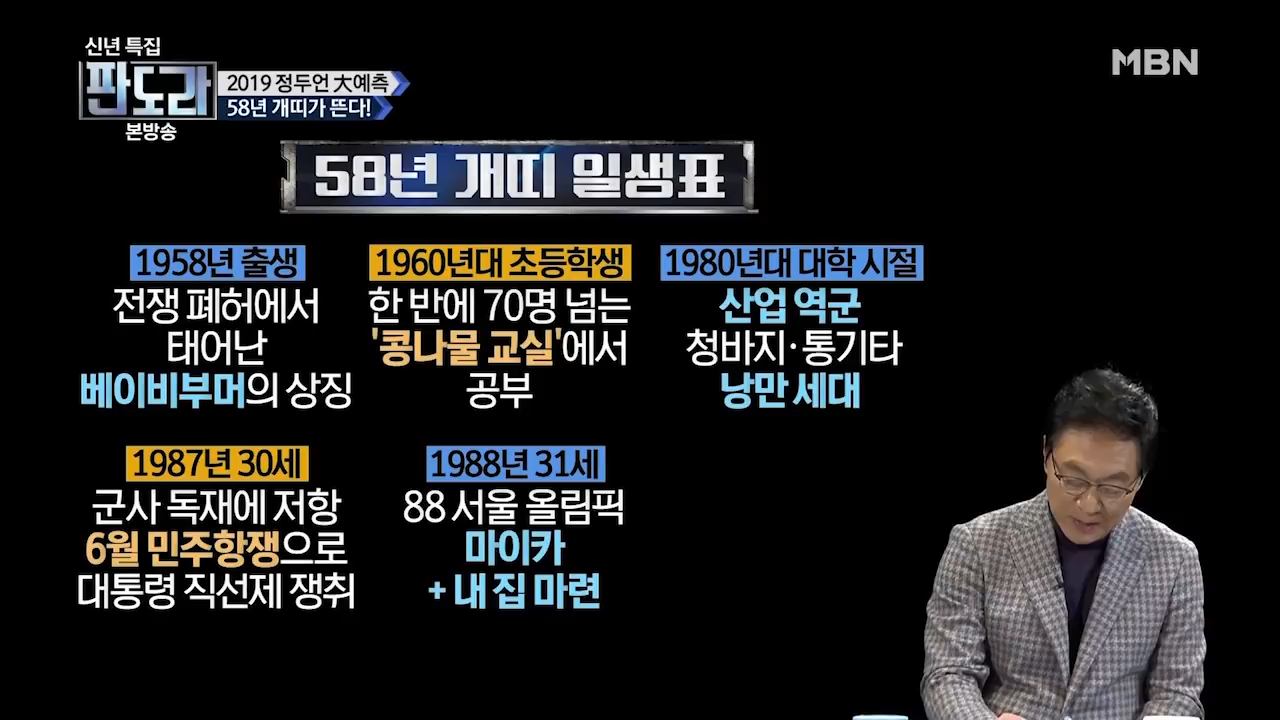 신년 특집
판도라
본방송
2019 정두언 大예측
58년 개띠가 뜬다!
MBN
58년 개띠 일생표
1958년 출생
전쟁 폐허에서
태어난
베이비부머의 상징
1960년대 초등학생
한 반에 70명 넘는
'콩나물 교실'에서
공부
1980년대 대학 시절
산업 역군
청바지·통기타
낭만 세대
1987년 30세
군사 독재에 저항
6월 민주항쟁으로
대통령 직선제 쟁취
1988년 31세
88 서울 올림픽
마이카
+ 내 집 마련